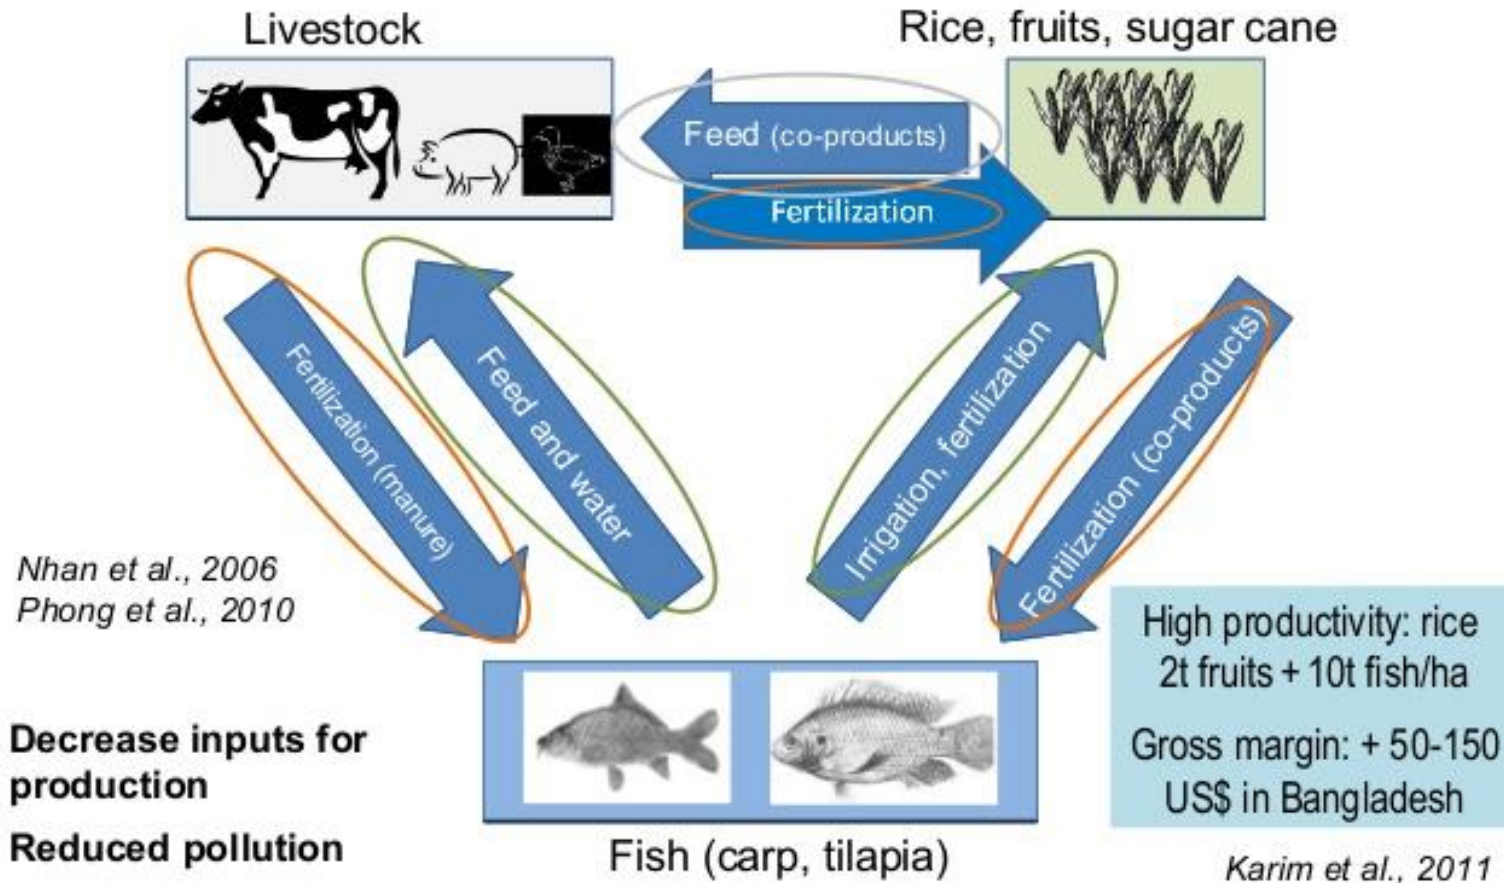 Livestock
Rice, fruits, sugar cane
Feed (co-products)
Fertilization
Fertilization (manure)
Feed and water
Irrigation, fertilization
Fertilization (co-products)
Nhan et al., 2006
Phong et al., 2010
High productivity: rice
2t fruits + 10t fish/ha
Gross margin: + 50-150
US$ in Bangladesh
Decrease inputs for
production
Reduced pollution
Fish (carp, tilapia)
Karim et al., 2011